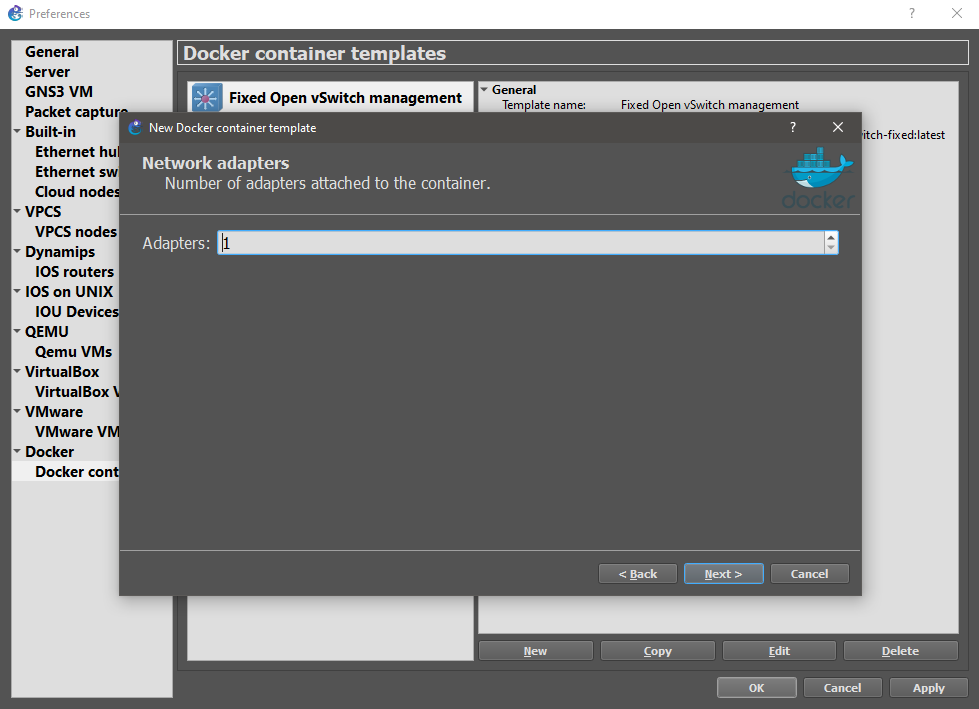 Preferences
?
General
Server
GNS3 VM
Packet capture
Built-in
Ethernet hu
Ethernet sw
Cloud nodes
VPCS
VPCS nodes
Dynamips
IOS routers
IOS on UNIX
IOU Devices
QEMU
Qemu VMs
VirtualBox
VirtualBox V
VMware
VMware VM
Docker
Docker cont
Docker container templates
Fixed Open vSwitch management
General
Template name: Fixed Open vSwitch management
itch-fixed:latest
New Docker container template
?
Network adapters
Number of adapters attached to the container.
docker
Adapters: 1
< Back Next > Cancel
New Copy Edit Delete
OK Cancel Apply